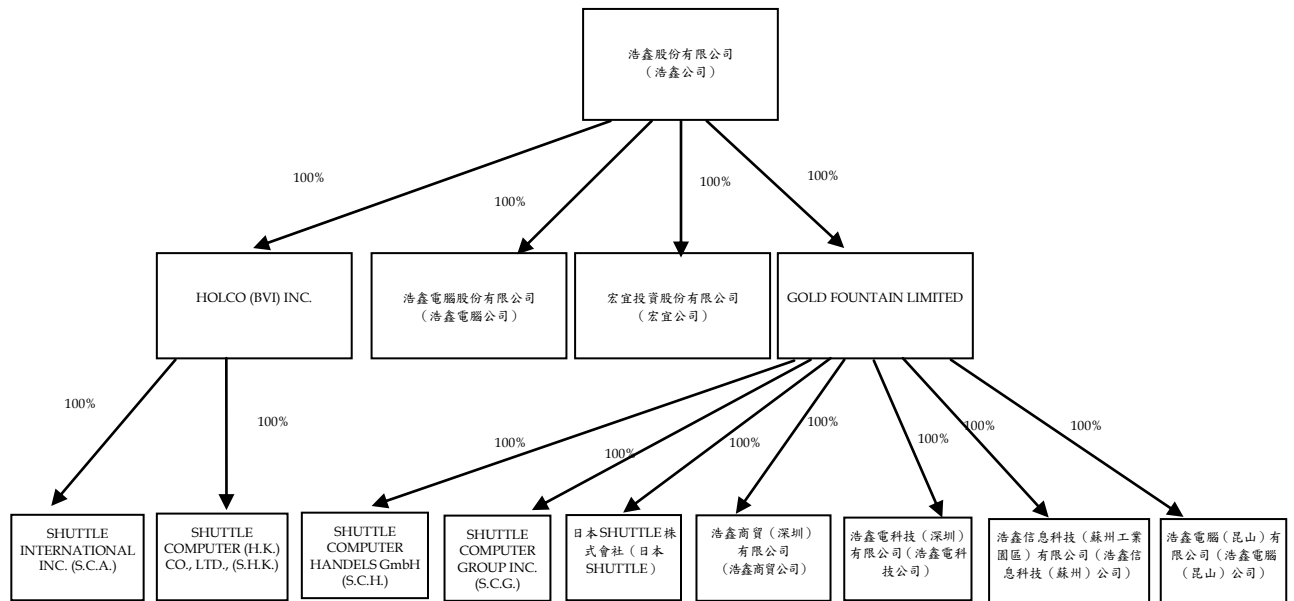 浩鑫股份有限公司
（浩鑫公司）
100%
100%
100%
100%
HOLCO (BVI) INC.
浩鑫電腦股份有限公司
（浩鑫電腦公司）
宏宜投資股份有限公司
（宏宜公司）
GOLD FOUNTAIN LIMITED
100%
100%
100%
100%
100%
100%
100%
100%
100%
SHUTTLE
INTERNATIONAL
INC. (S.C.A.)
SHUTTLE
COMPUTER (H.K.)
CO., LTD., (S.H.K.)
SHUTTLE
COMPUTER
HANDELS GmbH
(S.C.H.)
SHUTTLE
COMPUTER
GROUP INC.
(S.C.G.)
日本SHUTTLE株
式會社（日本
SHUTTLE）
浩鑫商貿（深圳）
有限公司
（浩鑫商貿公司）
浩鑫電科技（深圳）
有限公司（浩鑫電科
技公司）
浩鑫信息科技（蘇州工業
園區）有限公司（浩鑫信
息科技（蘇州）公司）
浩鑫電腦（昆山）有
限公司（浩鑫電腦
（昆山）公司）